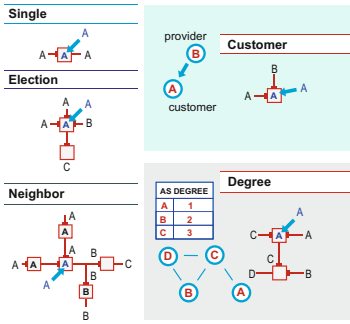 Single
A
A A A
Election
A A
A A B
C
Neighbor
A
A
A B
A A A C
A B
B
B
provider
B
A
customer
Customer
B
A A A
Degree
AS DEGREE
A 1
B 2
C 3
D C
B A
A
C A A
C
D B